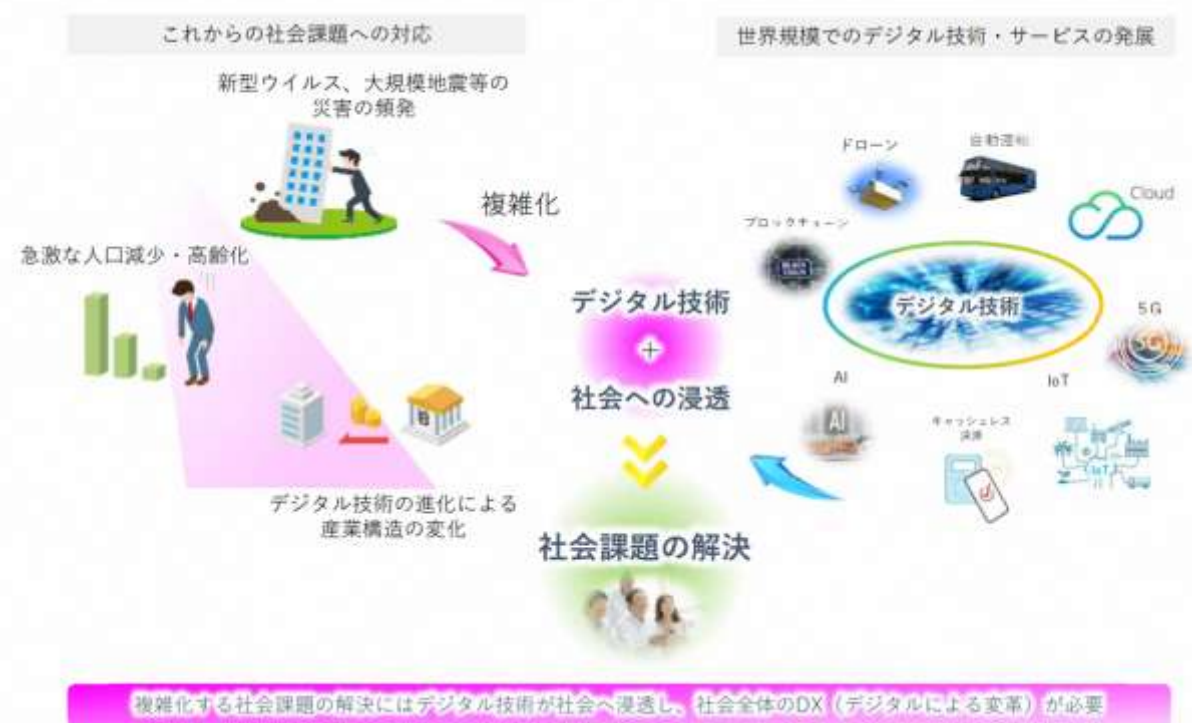 これからの社会課題への対応
新型ウイルス、大規模地震等の
災害の頻発
複雑化
急激な人口減少・高齢化
デジタル技術の進化による
産業構造の変化
デジタル技術
+
社会への浸透
社会課題の解決
世界規模でのデジタル技術・サービスの発展
ドローン
自動運転
Cloud
ブロックチェーン
デジタル技術
5G
5G
AI
AI
IoT
IoT
キャッシュレス
決済
複雑化する社会課題の解決にはデジタル技術が社会へ浸透し、社会全体のDX（デジタルによる変革）が必要